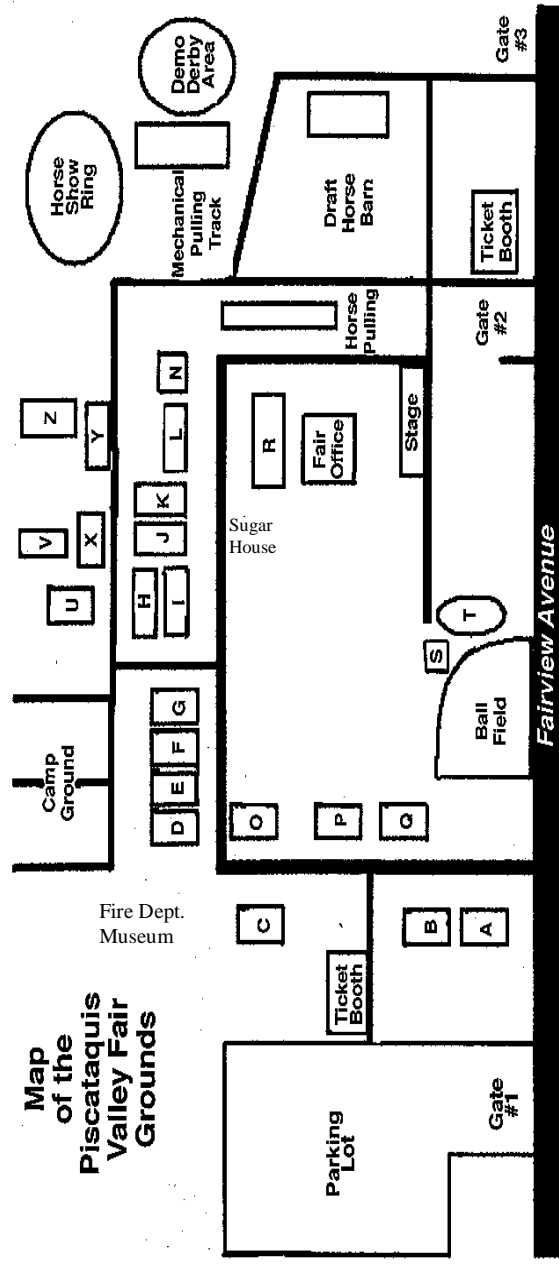 Map
of the
Piscataquis
Valley Fair
Grounds
Fire Dept.
Museum
Camp
Ground
U
V
X
Y
Z
Horse
Show
Ring
Demo
Derby
Area
Mechanical
Pulling
Track
D
E
F
G
H
I
J
K
L
N
C
O
P
Q
Sugar
House
R
Fair
Office
Stage
Horse
Pulling
Draft
Horse
Barn
Ticket
Booth
B
A
S
T
Ball
Field
Ticket
Booth
Parking
Lot
Gate
#1
Gate
#2
Gate
#3
Fairview Avenue